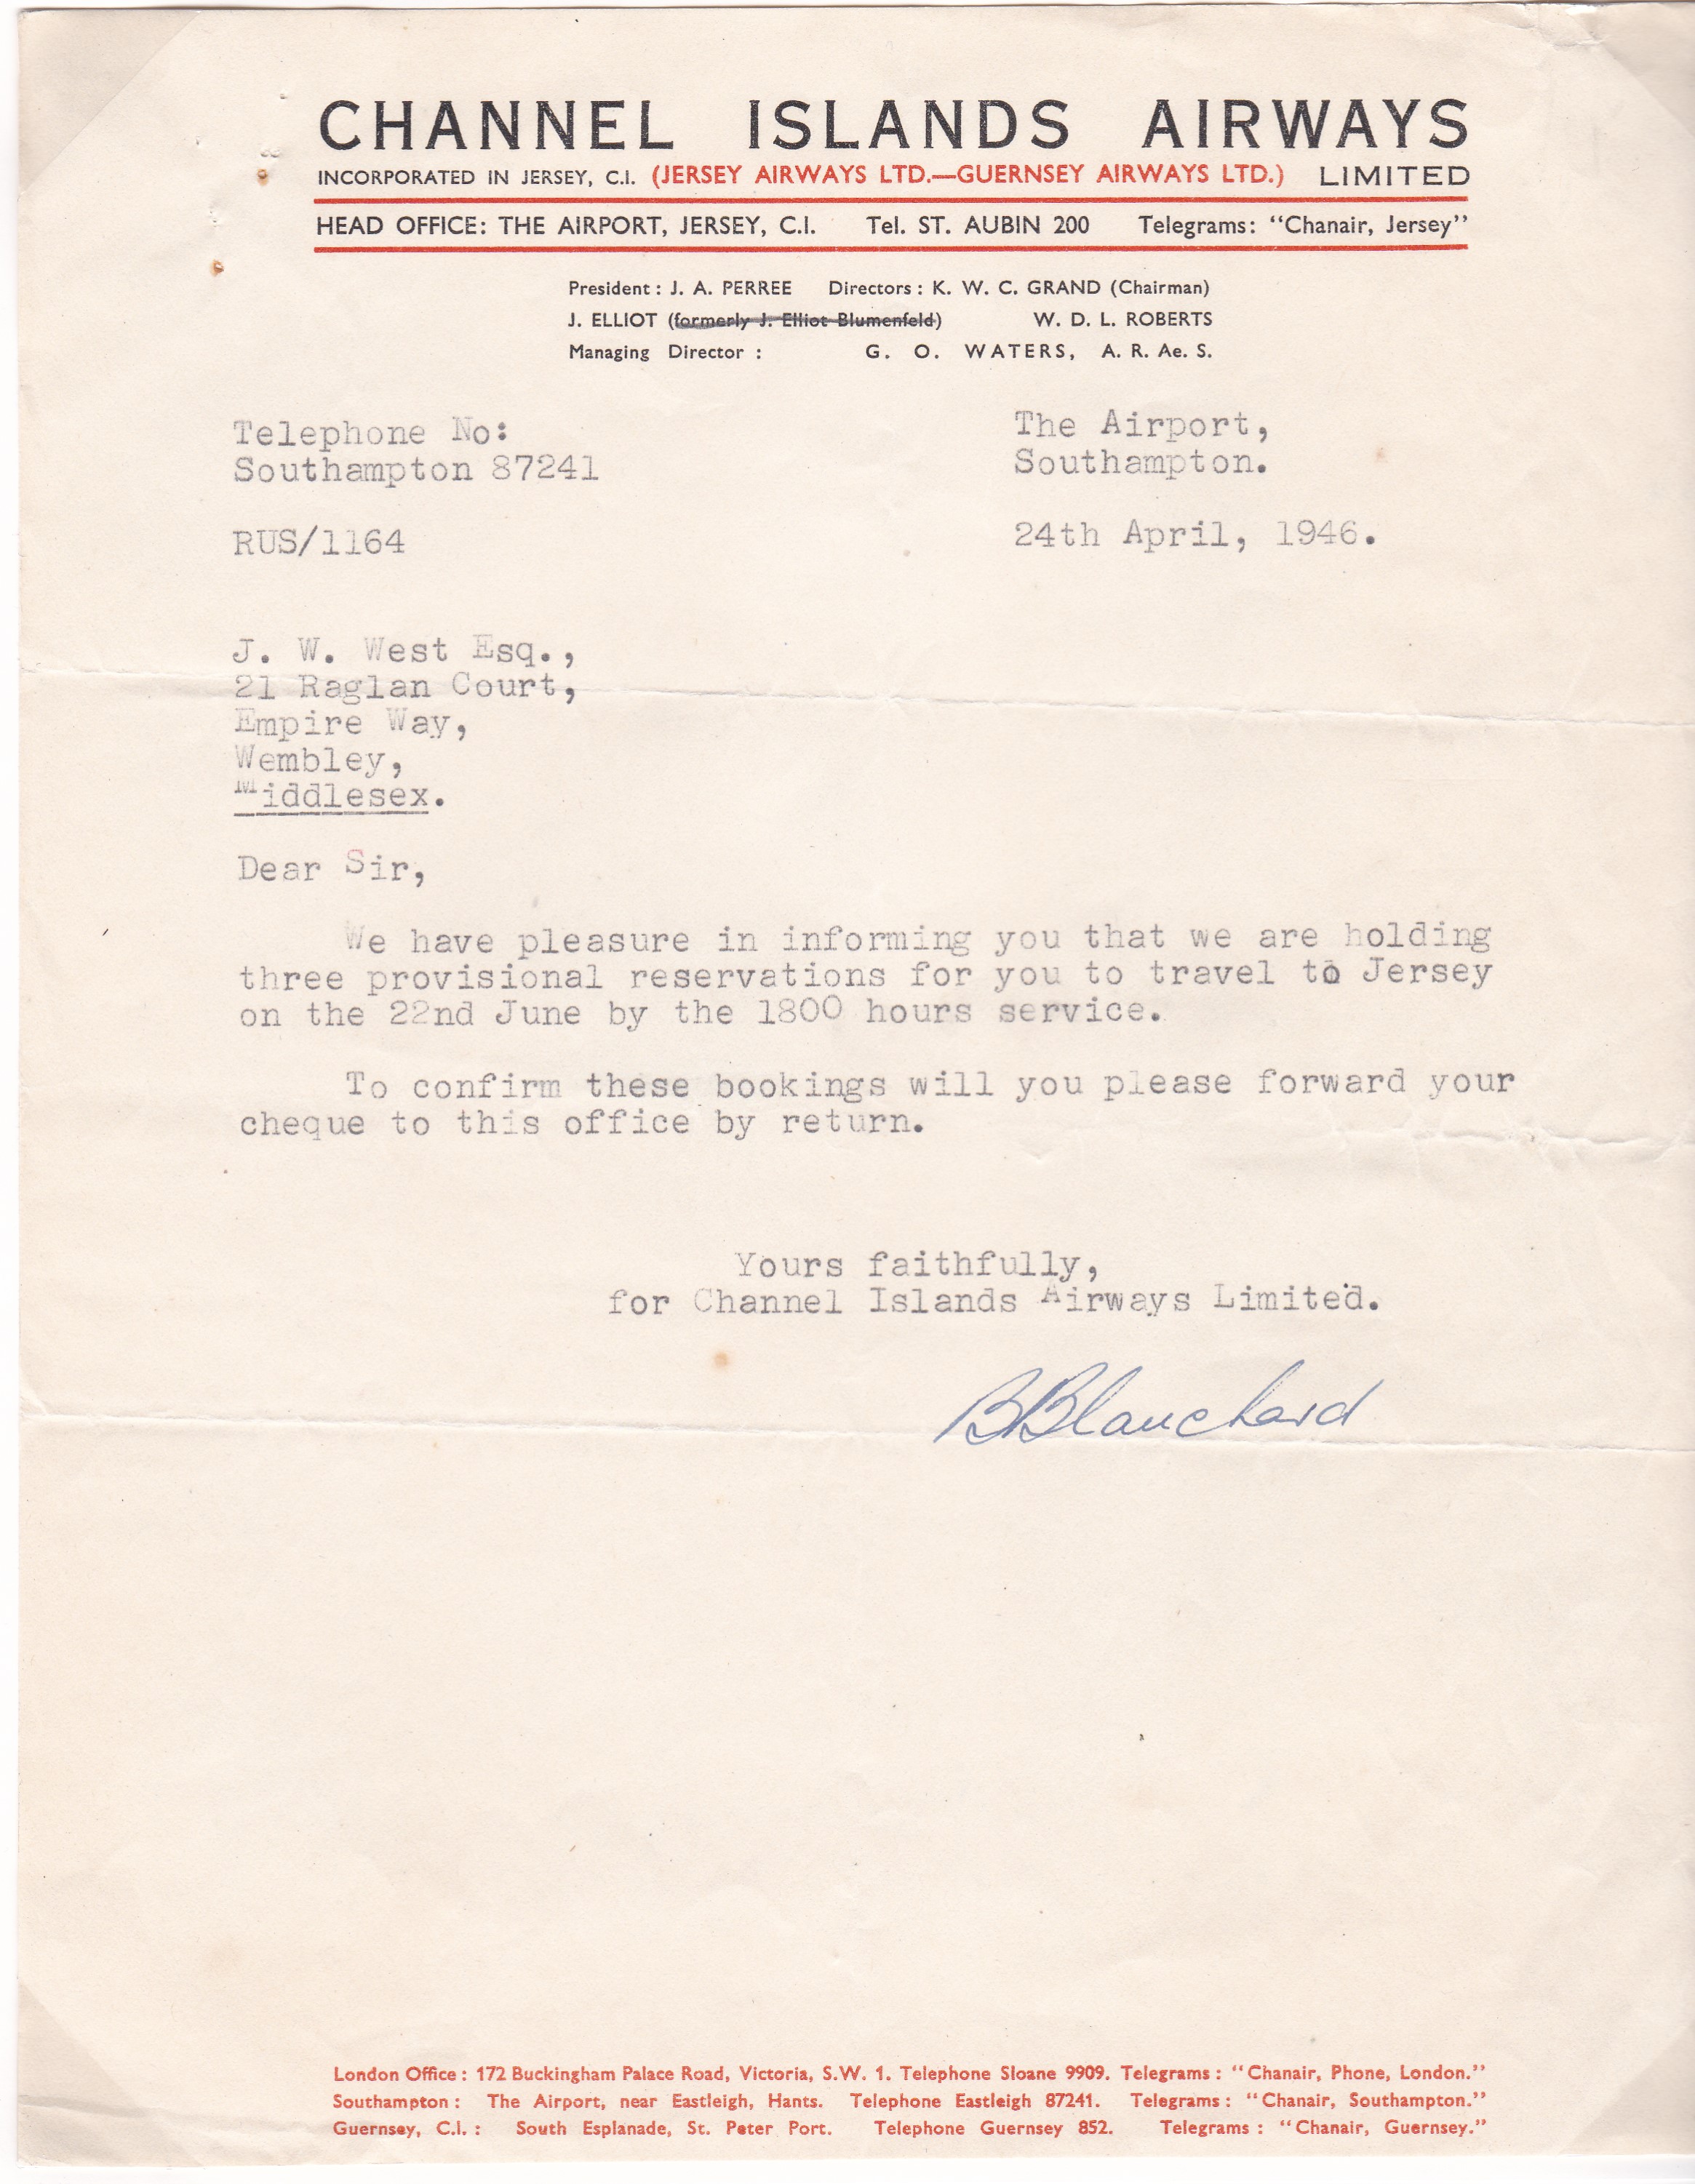 CHANNEL ISLANDS AIRWAYS
INCORPORATED IN JERSEY, C.I. (JERSEY AIRWAYS LTD.—GUERNSEY AIRWAYS LTD.) LIMITED
HEAD OFFICE: THE AIRPORT, JERSEY, C.I. Tel. ST. AUBIN 200 Telegrams: "Chanair, Jersey"
President : J. A. PERREE Directors : K. W. C. GRAND (Chairman)
J. ELLIOT (formerly J. Elliot Blumenfeld) W. D. L. ROBERTS
Managing Director : G. O. WATERS, A. R. Ae. S.
Telephone No:
Southampton 87241
RUS/1164
The Airport,
Southampton.
24th April, 1946.
J. W. West Esq.,
21 Raglan Court,
Empire Way,
Wembley,
Middlesex.
Dear Sir,
We have pleasure in informing you that we are holding
three provisional reservations for you to travel to Jersey
on the 22nd June by the 1800 hours service.
To confirm these bookings will you please forward your
cheque to this office by return.
Yours faithfully,
for Channel Islands Airways Limited.
BBlanchard
London Office : 172 Buckingham Palace Road, Victoria, S.W. 1. Telephone Sloane 9909. Telegrams : "Chanair, Phone, London."
Southampton : The Airport, near Eastleigh, Hants. Telephone Eastleigh 87241. Telegrams : "Chanair, Southampton."
Guernsey, C.I. : South Esplanade, St. Peter Port. Telephone Guernsey 852. Telegrams : "Chanair, Guernsey."